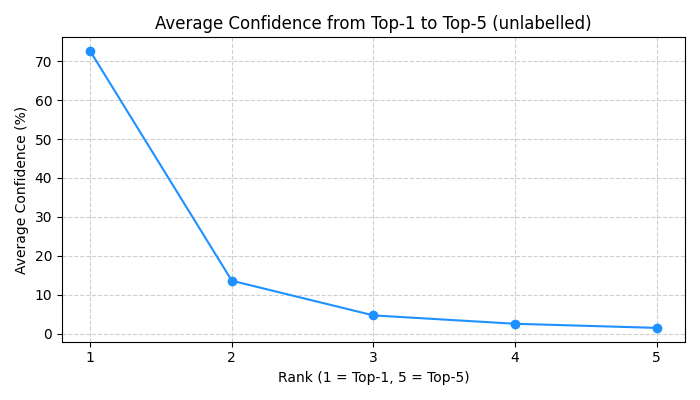 Average Confidence from Top-1 to Top-5 (unlabelled)
Average Confidence (%)
70
60
50
40
30
20
10
0
1 2 3 4 5
Rank (1 = Top-1, 5 = Top-5)